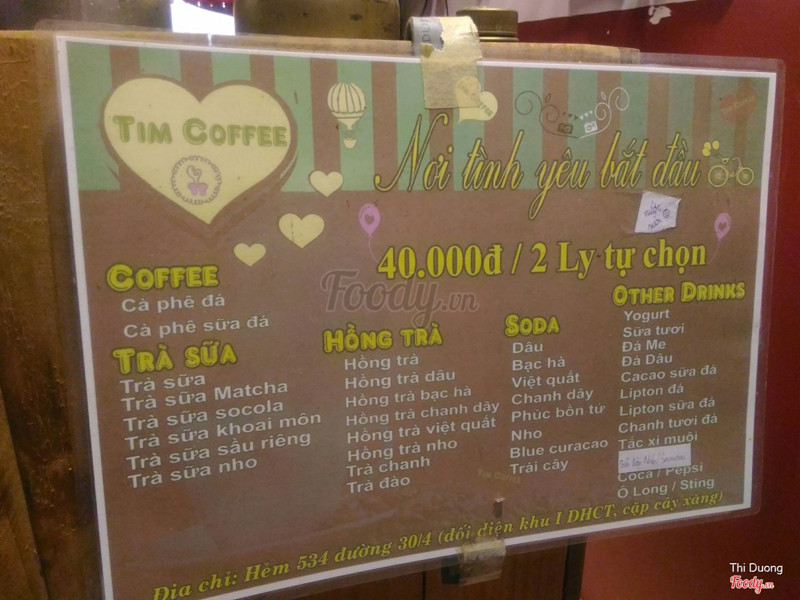 TIM COFFEE
Nơi tình yêu bắt đầu
40.000đ / 2 Ly tự chọn
COFFEE
Cà phê đá
Cà phê sữa đá
TRÀ SỮA
Trà sữa
Trà sữa Matcha
Trà sữa socola
Trà sữa khoai môn
Trà sữa sầu riêng
Trà sữa nho
HỒNG TRÀ
Hồng trà
Hồng trà dâu
Hồng trà bạc hà
Hồng trà chanh dây
Hồng trà việt quất
Hồng trà nho
Trà chanh
Trà đào
SODA
Dâu
Bạc hà
Việt quất
Chanh dây
Phúc bồn tử
Nho
Blue curacao
Trái cây
OTHER DRINKS
Yogurt
Sữa tươi
Đá Me
Đá Dâu
Cacao sữa đá
Lipton đá
Lipton sữa đá
Chanh tươi đá
Tắc xí muội
Coca / Pepsi
Ô Long / Sting
TIM COFFEE
Địa chỉ: Hẻm 534 đường 30/4 (đối diện khu I ĐHCT, cặp cây xăng)
Foody.vn
Thi Duong
Foody.vn